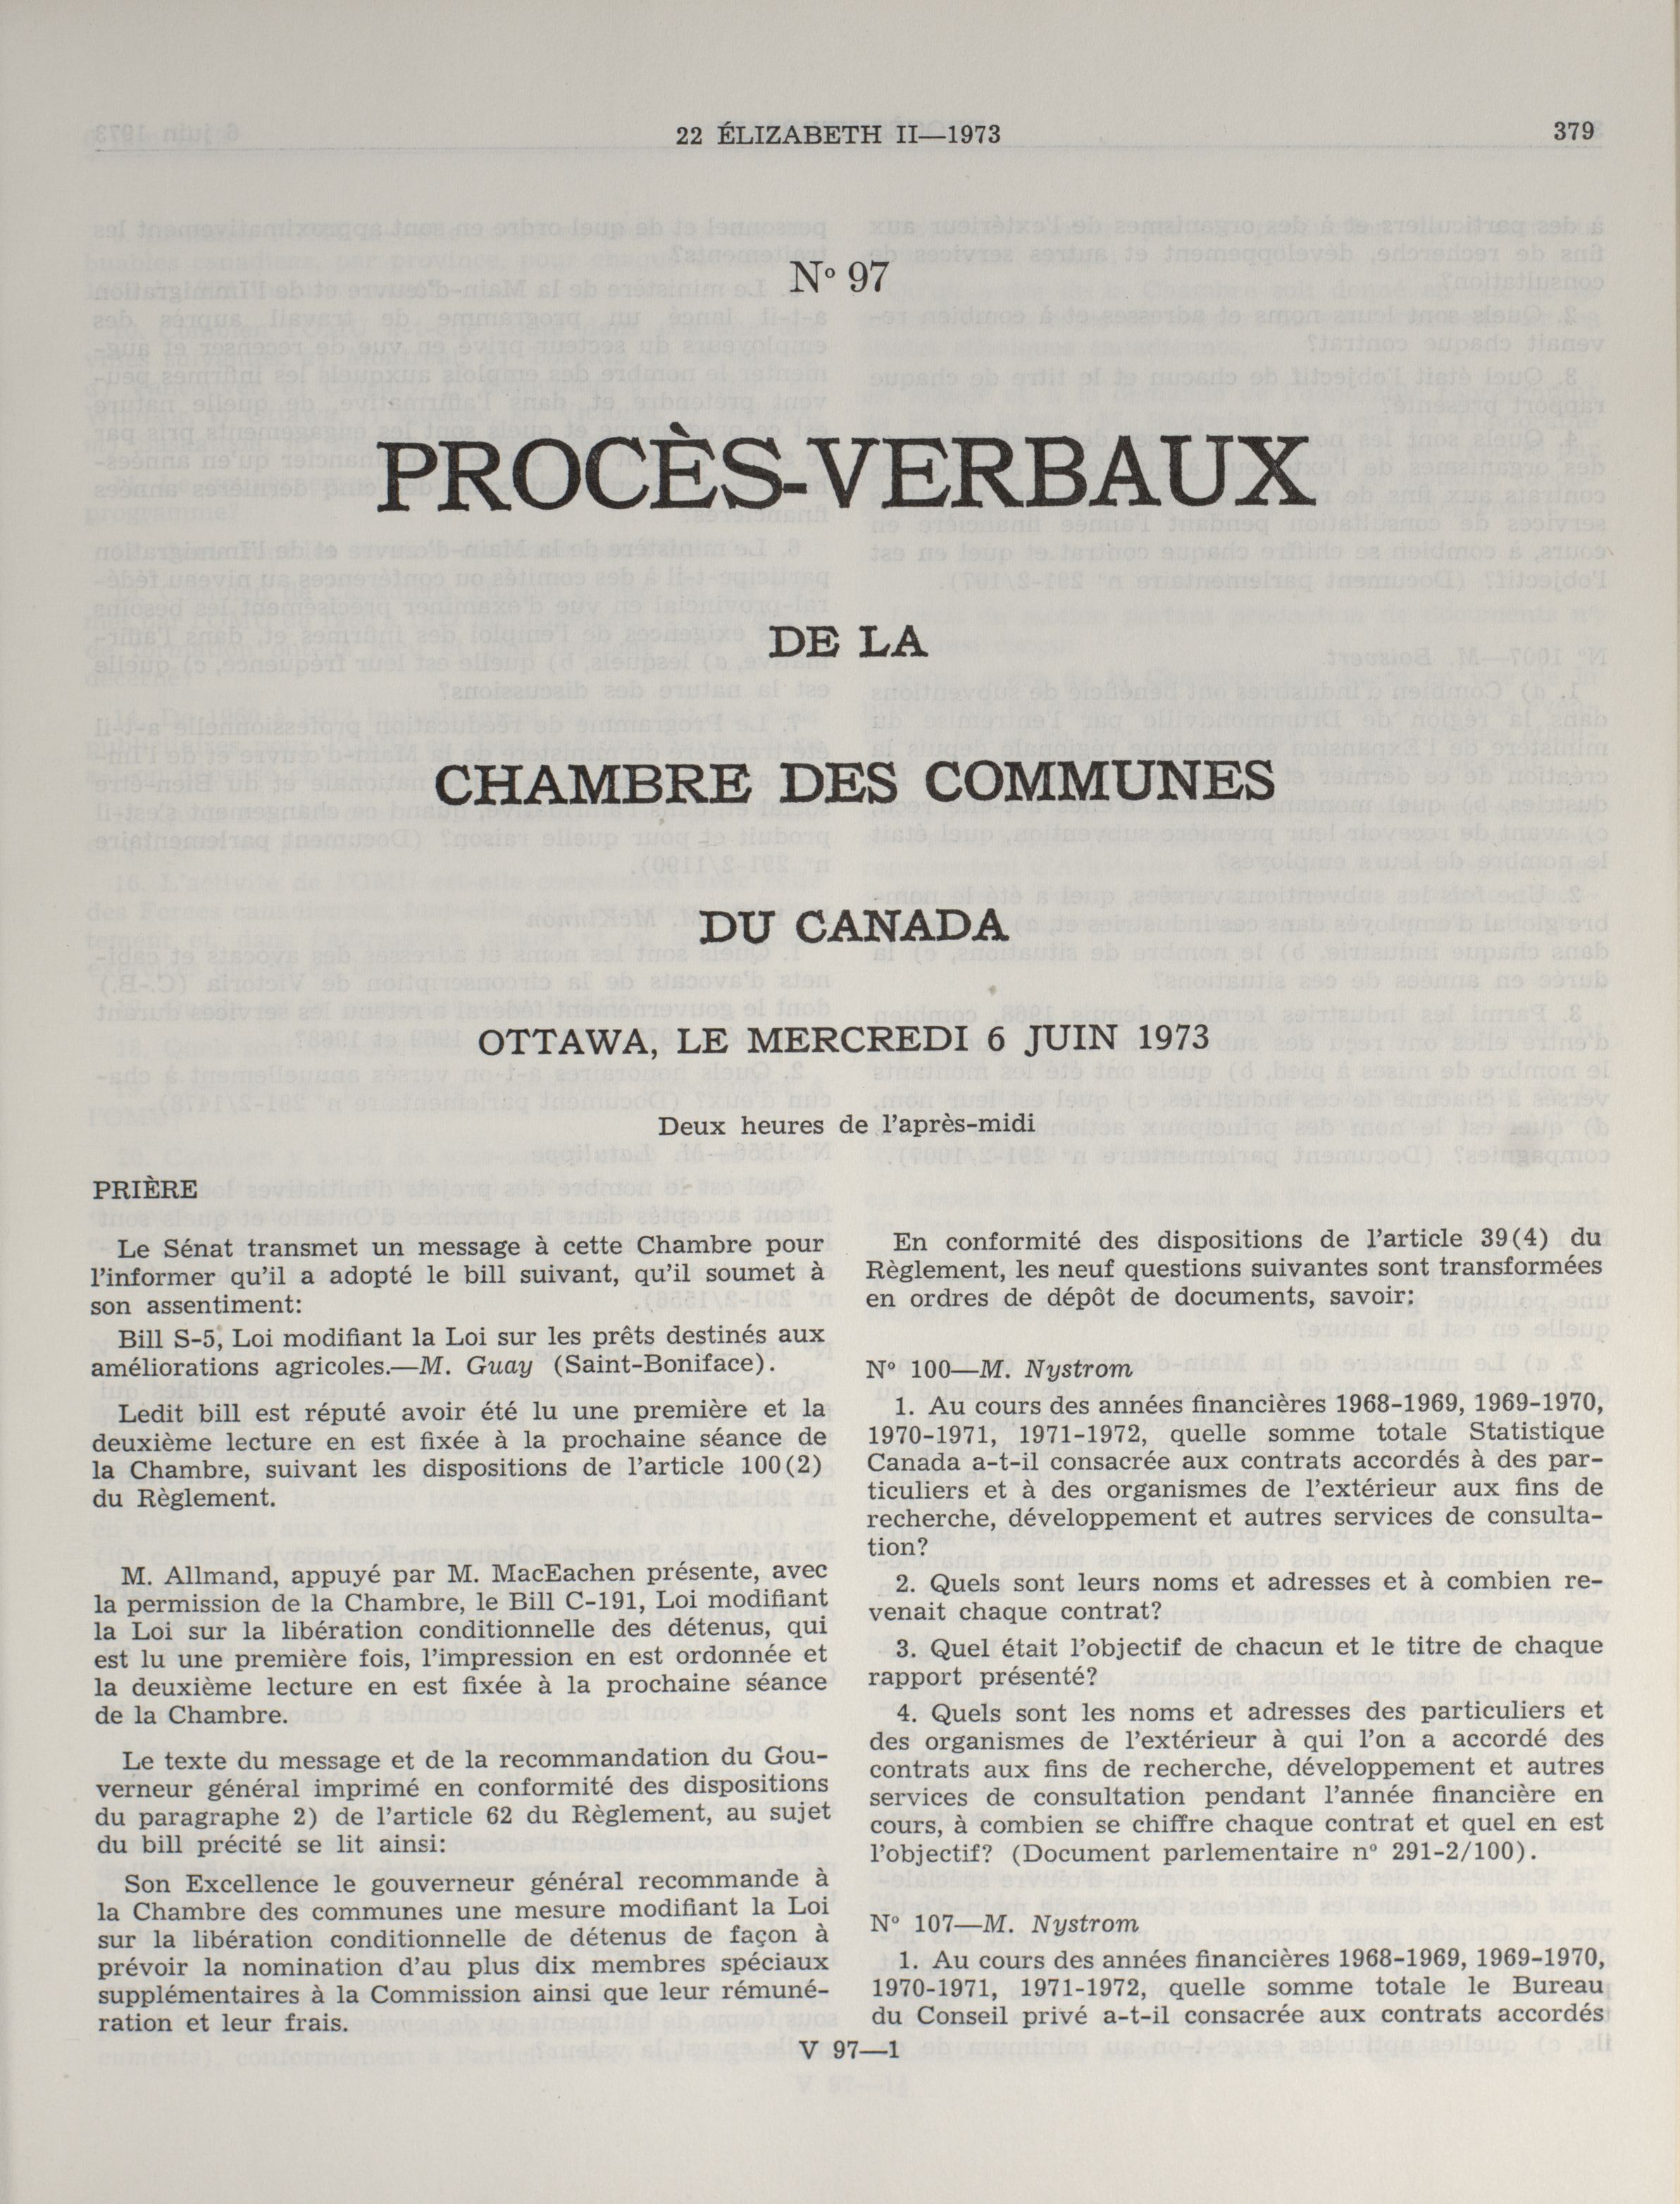 22 ÉLIZABETH II—1973
379
N° 97
PROCÈS-VERBAUX
DE LA
CHAMBRE DES COMMUNES
DU CANADA
OTTAWA, LE MERCREDI 6 JUIN 1973
Deux heures de l'après-midi
PRIÈRE
Le Sénat transmet un message à cette Chambre pour
l'informer qu'il a adopté le bill suivant, qu'il soumet à
son assentiment:
Bill S-5, Loi modifiant la Loi sur les prêts destinés aux
améliorations agricoles.—M. Guay (Saint-Boniface).
Ledit bill est réputé avoir été lu une première et la
deuxième lecture en est fixée à la prochaine séance de
la Chambre, suivant les dispositions de l'article 100(2)
du Règlement.
M. Allmand, appuyé par M. MacEachen présente, avec
la permission de la Chambre, le Bill C-191, Loi modifiant
la Loi sur la libération conditionnelle des détenus, qui
est lu une première fois, l'impression en est ordonnée et
la deuxième lecture en est fixée à la prochaine séance
de la Chambre.
Le texte du message et de la recommandation du Gou-
verneur général imprimé en conformité des dispositions
du paragraphe 2) de l'article 62 du Règlement, au sujet
du bill précité se lit ainsi:
Son Excellence le gouverneur général recommande à
la Chambre des communes une mesure modifiant la Loi
sur la libération conditionnelle de détenus de façon à
prévoir la nomination d'au plus dix membres spéciaux
supplémentaires à la Commission ainsi que leur rémuné-
ration et leur frais.
En conformité des dispositions de l'article 39(4) du
Règlement, les neuf questions suivantes sont transformées
en ordres de dépôt de documents, savoir:
N° 100—M. Nystrom
1. Au cours des années financières 1968-1969, 1969-1970,
1970-1971, 1971-1972, quelle somme totale Statistique
Canada a-t-il consacrée aux contrats accordés à des par-
ticuliers et à des organismes de l'extérieur aux fins de
recherche, développement et autres services de consulta-
tion?
2. Quels sont leurs noms et adresses et à combien re-
venait chaque contrat?
3. Quel était l'objectif de chacun et le titre de chaque
rapport présenté?
4. Quels sont les noms et adresses des particuliers et
des organismes de l'extérieur à qui l'on a accordé des
contrats aux fins de recherche, développement et autres
services de consultation pendant l'année financière en
cours, à combien se chiffre chaque contrat et quel en est
l'objectif? (Document parlementaire n° 291-2/100).
N° 107—M. Nystrom
1. Au cours des années financières 1968-1969, 1969-1970,
1970-1971, 1971-1972, quelle somme totale le Bureau
du Conseil privé a-t-il consacrée aux contrats accordés
V 97—1